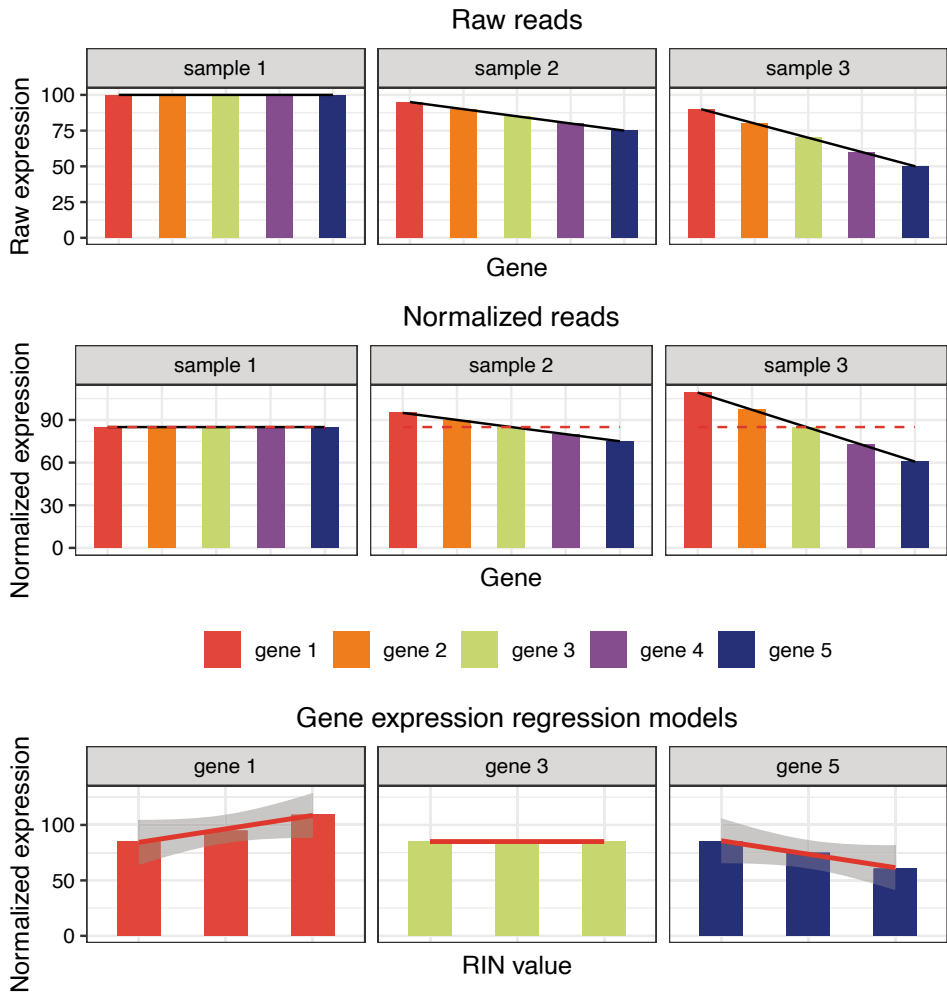 Raw reads
sample 1
sample 2
sample 3
Raw expression
100
75
50
25
0
Gene
Normalized reads
sample 1
sample 2
sample 3
Normalized expression
90
60
30
0
Gene
gene 1
gene 2
gene 3
gene 4
gene 5
Gene expression regression models
gene 1
gene 3
gene 5
Normalized expression
100
50
0
RIN value